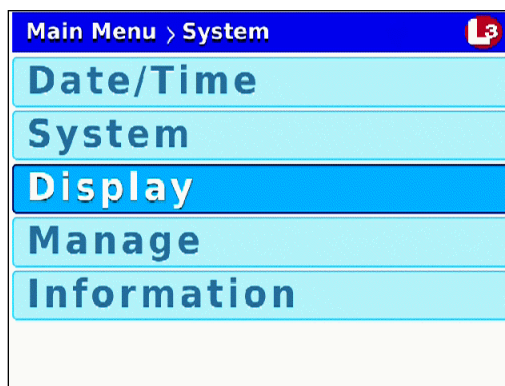 Main Menu > System
L3
Date/Time
System
Display
Manage
Information